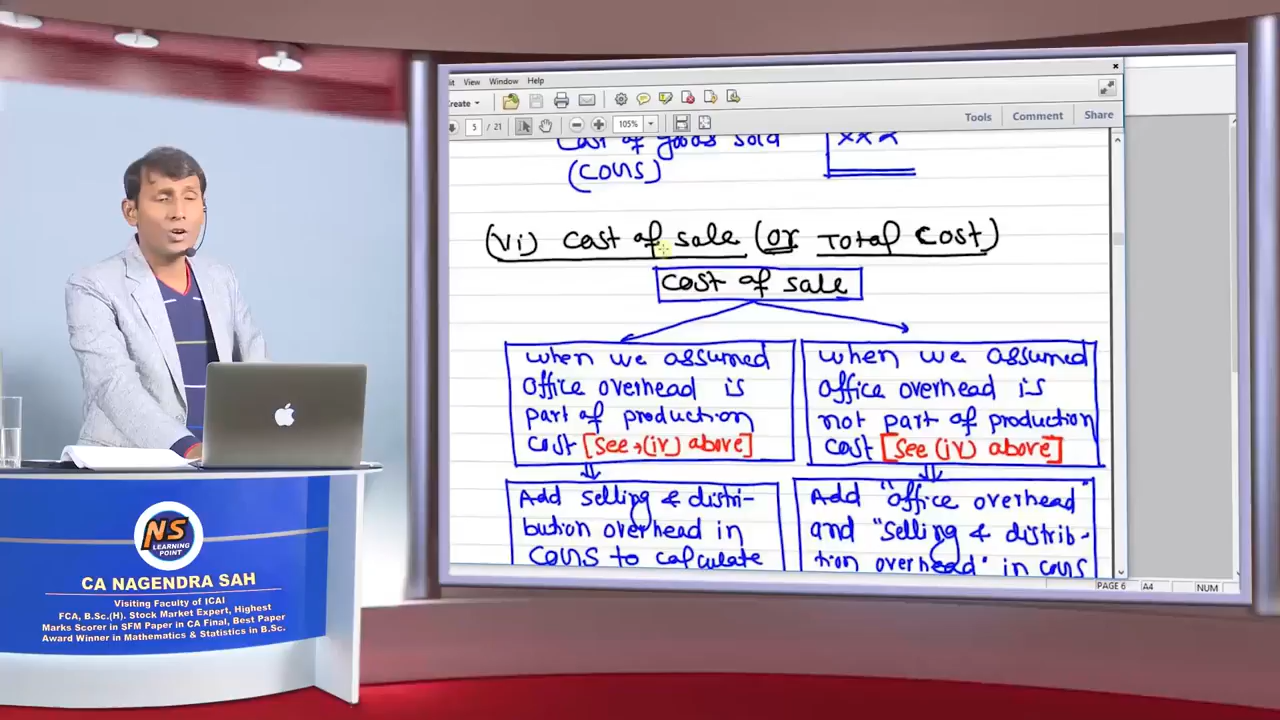 View Window Help
Create
5 / 21
105%
Tools Comment Share
Cost of goods sold XXX
(COGS)
(vi) Cost of sale (or Total Cost)
Cost of sale
when we assumed
office overhead is
part of production
cost [see (iv) above]
when we assumed
office overhead is
not part of production
cost [see (iv) above]
Add selling & distri-
bution overhead in
COGS to calculate
Add "office overhead"
and "selling & distrib-
tion overhead" in COGS
PAGE 6 A4 NUM
NS
LEARNING
POINT
CA NAGENDRA SAH
Visiting Faculty of ICAI
FCA, B.Sc.(H). Stock Market Expert, Highest
Marks Scorer in SFM Paper in CA Final, Best Paper
Award Winner in Mathematics & Statistics in B.Sc.